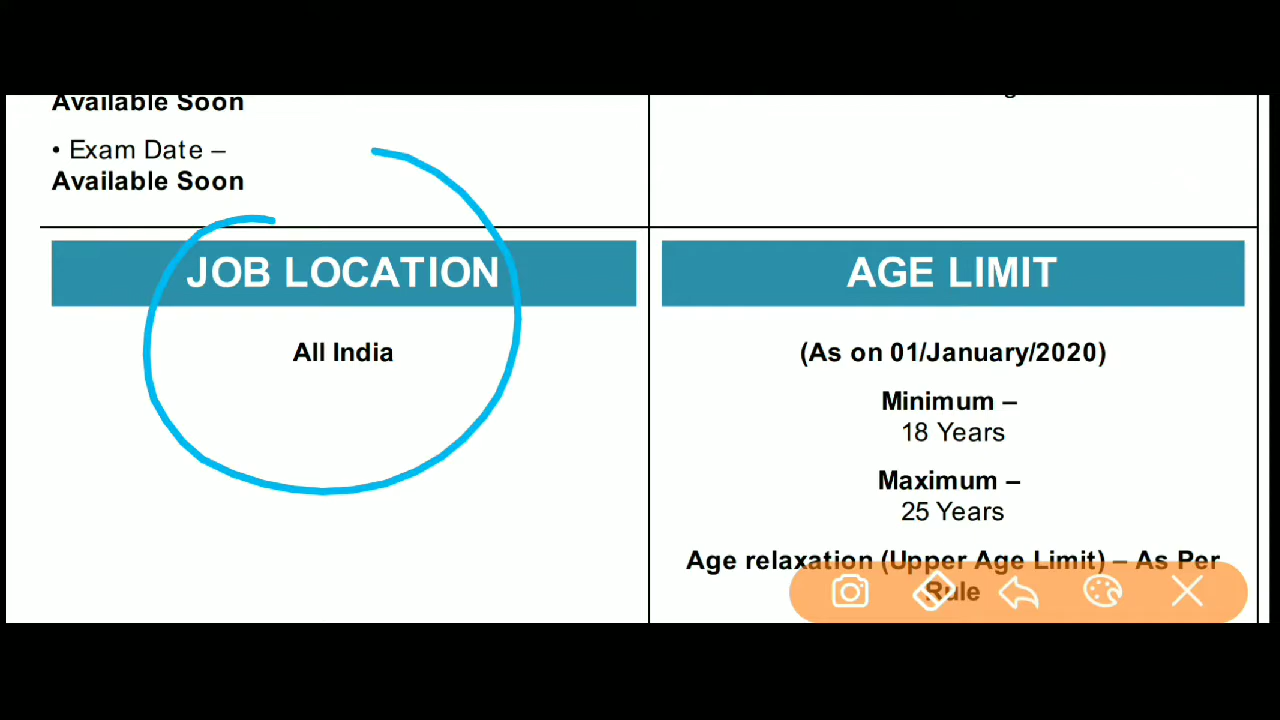 Available Soon
• Exam Date –
Available Soon
JOB LOCATION
All India
AGE LIMIT
(As on 01/January/2020)
Minimum –
18 Years
Maximum –
25 Years
Age relaxation (Upper Age Limit) – As Per
Rule